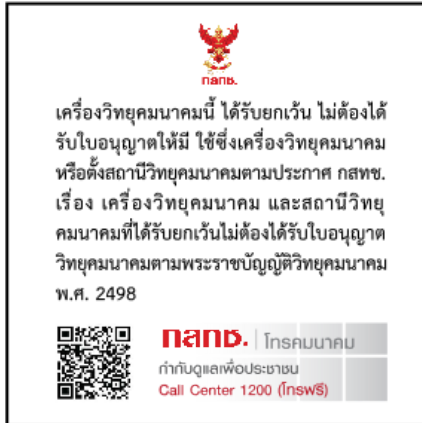 กสทช.
เครื่องวิทยุคมนาคมนี้ ได้รับยกเว้น ไม่ต้องได้
รับใบอนุญาตให้มี ใช้ซึ่งเครื่องวิทยุคมนาคม
หรือตั้งสถานีวิทยุคมนาคมตามประกาศ กสทช.
เรื่อง เครื่องวิทยุคมนาคม และสถานีวิทยุ
คมนาคมที่ได้รับยกเว้นไม่ต้องได้รับใบอนุญาต
วิทยุคมนาคมตามพระราชบัญญัติวิทยุคมนาคม
พ.ศ. 2498
กสทช. | โทรคมนาคม
กำกับดูแลเพื่อประชาชน
Call Center 1200 (โทรฟรี)